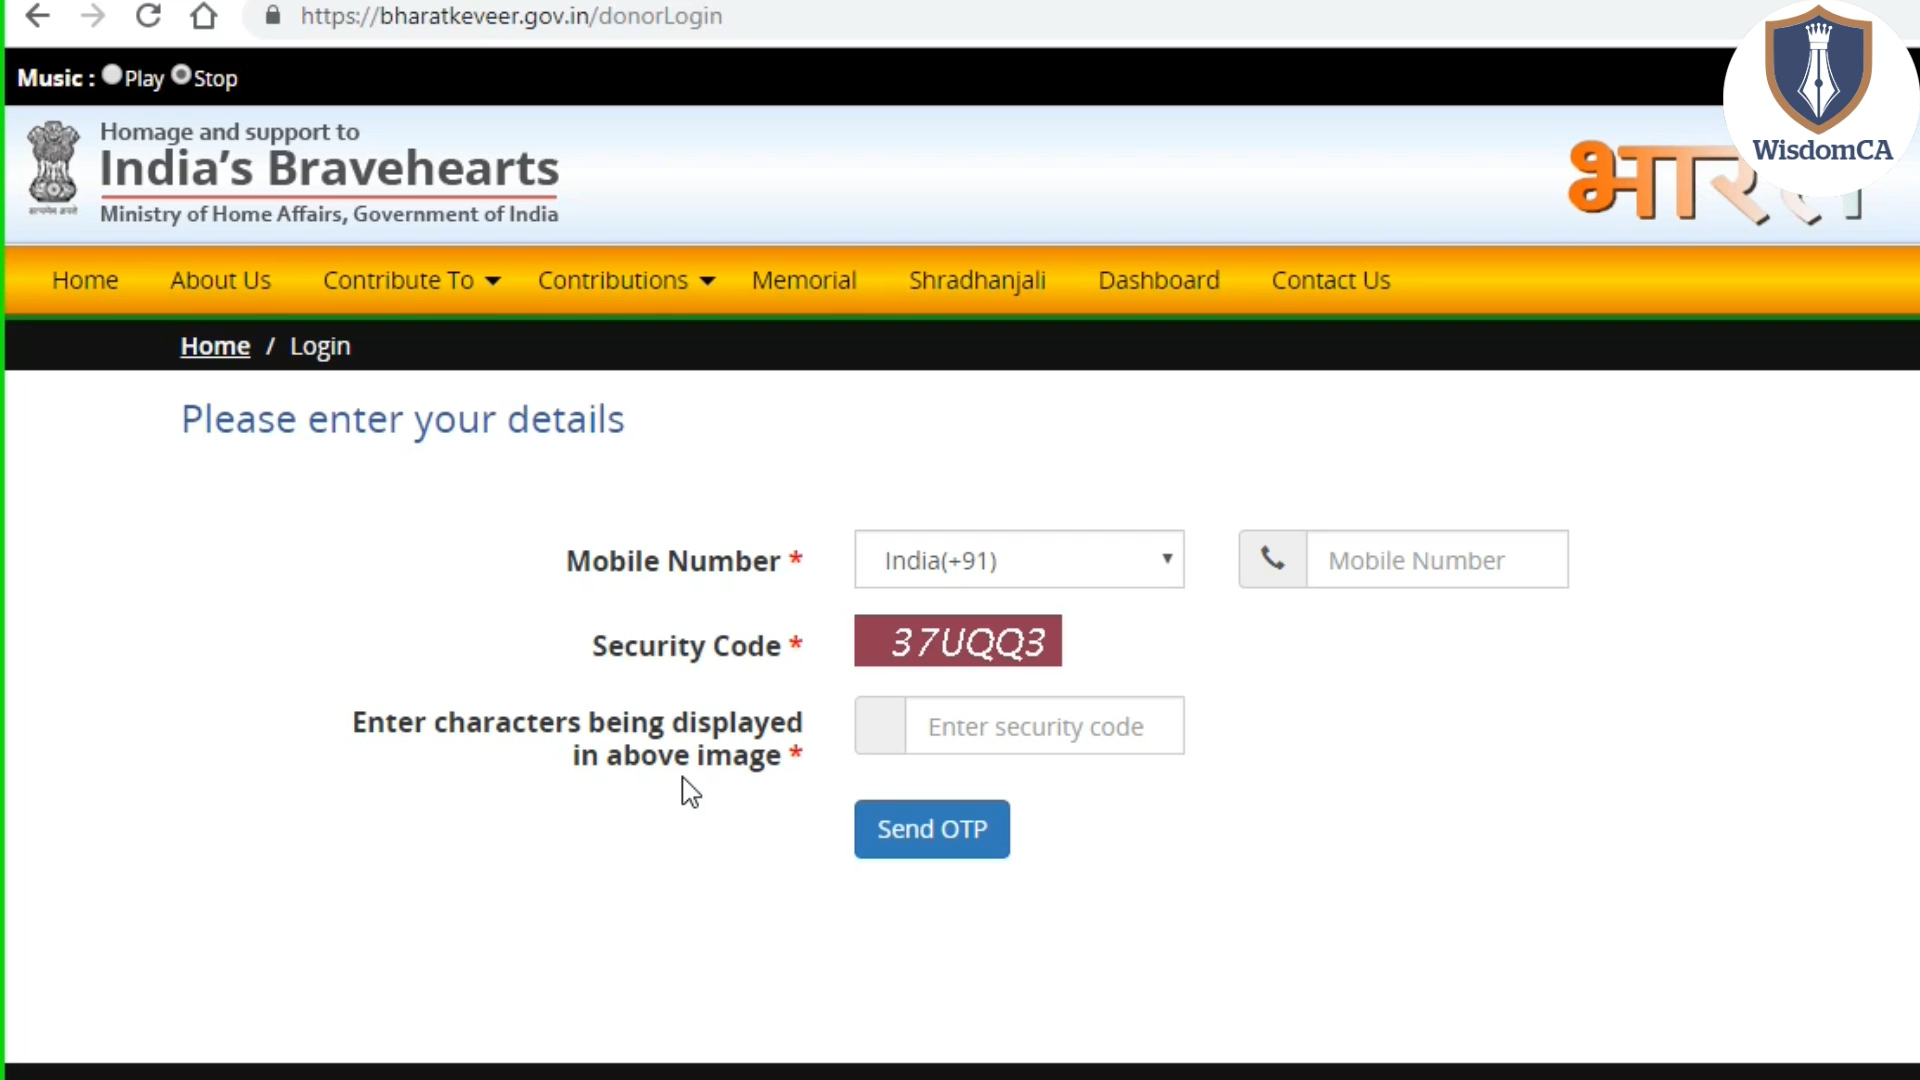 https://bharatkeveer.gov.in/donorLogin
Music : Play Stop
WisdomCA
Homage and support to
India's Bravehearts
Ministry of Home Affairs, Government of India
सत्यमेव जयते
Home About Us Contribute To Contributions Memorial Shradhanjali Dashboard Contact Us
Home / Login
Please enter your details
Mobile Number * India(+91) Mobile Number
Security Code * 37UQQ3
Enter characters being displayed
in above image * Enter security code
Send OTP